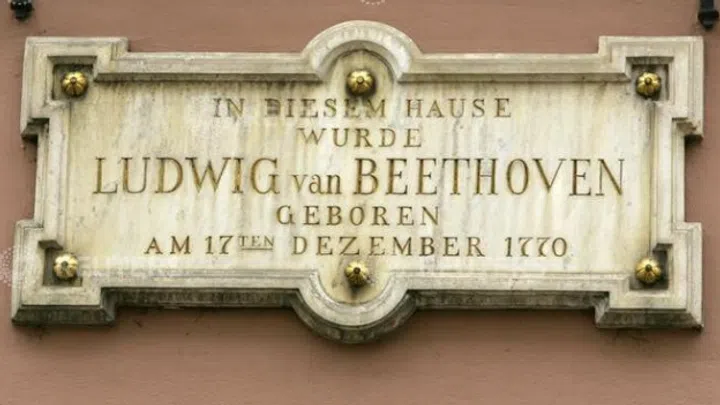 IN DIESEM HAUSE
WURDE
LUDWIG van BEETHOVEN
GEBOREN
AM 17TEN DEZEMBER 1770